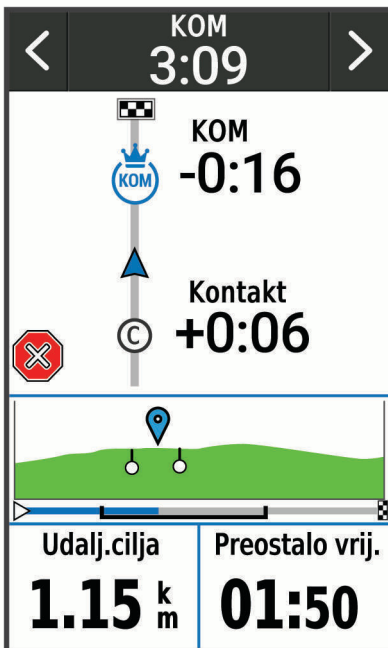 KOM
3:09
KOM
KOM
-0:16
Kontakt
C
+0:06
Udalj.cilja
1.15 km
Preostalo vrij.
01:50